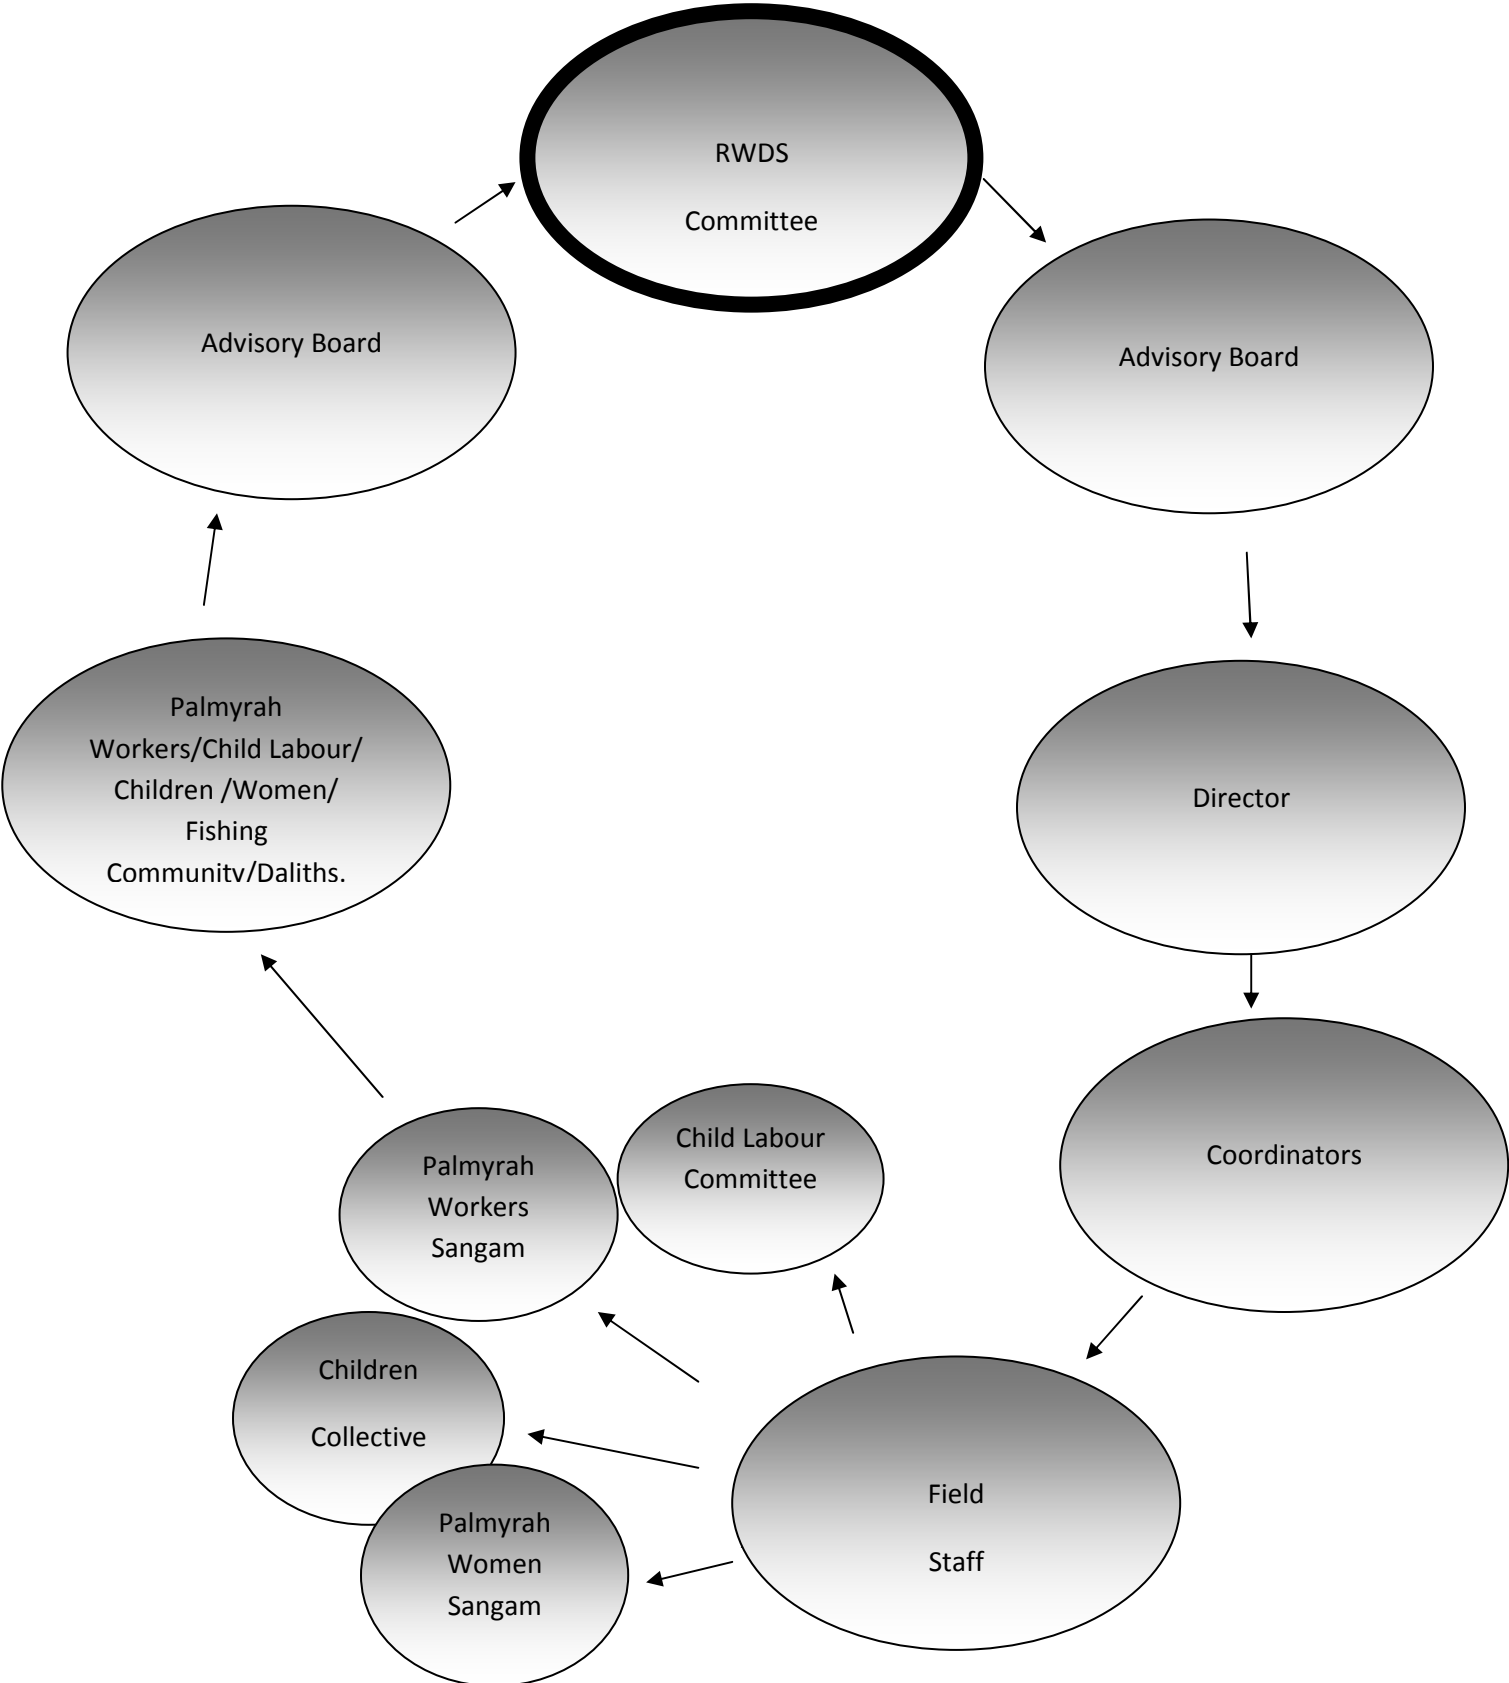 RWDS
Committee
Advisory Board
Advisory Board
Palmyrah
Workers/Child Labour/
Children /Women/
Fishing
Community/Daliths.
Director
Coordinators
Child Labour
Committee
Palmyrah
Workers
Sangam
Children
Collective
Palmyrah
Women
Sangam
Field
Staff